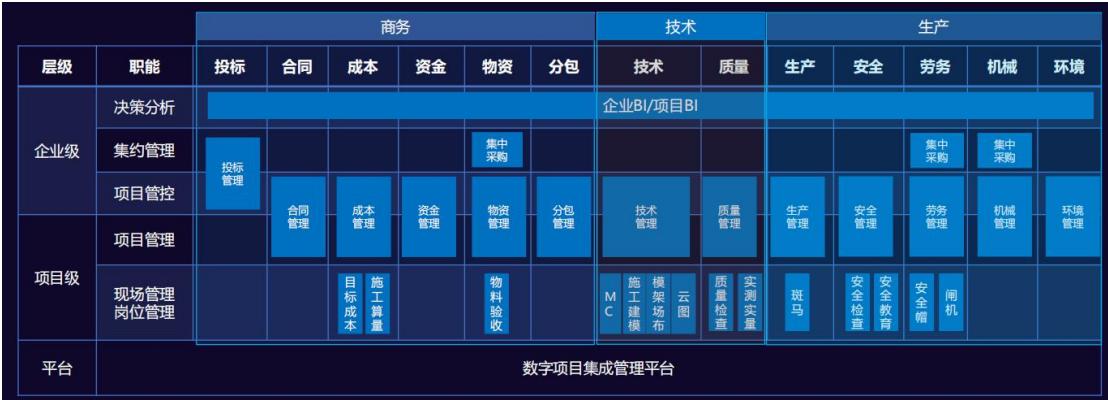 商务 技术 生产
层级 职能 投标 合同 成本 资金 物资 分包 技术 质量 生产 安全 劳务 机械 环境
企业级
决策分析
企业BI/项目BI
集约管理
投标
管理
集中
采购
集中
采购
集中
采购
项目管控
合同
管理
成本
管理
资金
管理
物资
管理
分包
管理
技术
管理
质量
管理
生产
管理
安全
管理
劳务
管理
机械
管理
环境
管理
项目级
项目管理
现场管理
岗位管理
目标成本
施工算量
物料验收
MC
施工建模
模架场布
云图
质量检查
实测实量
斑马
安全检查
安全教育
安全帽
闸机
平台
数字项目集成管理平台